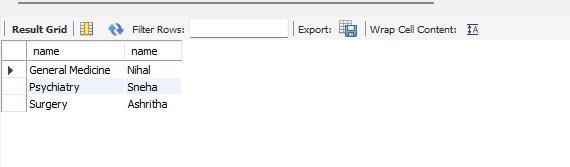 Result Grid Filter Rows: Export: Wrap Cell Content:
name name
General Medicine Nihal
Psychiatry Sneha
Surgery Ashritha